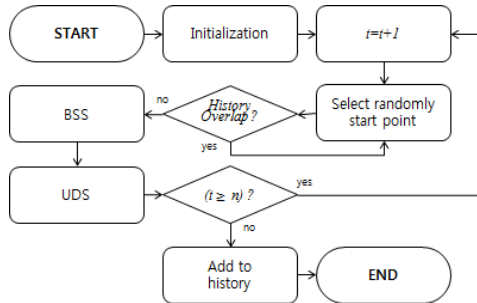 START
Initialization
t=t+1
BSS
no
History
Overlap ?
Select randomly
start point
yes
UDS
(t ≥ n) ?
yes
no
Add to
history
END